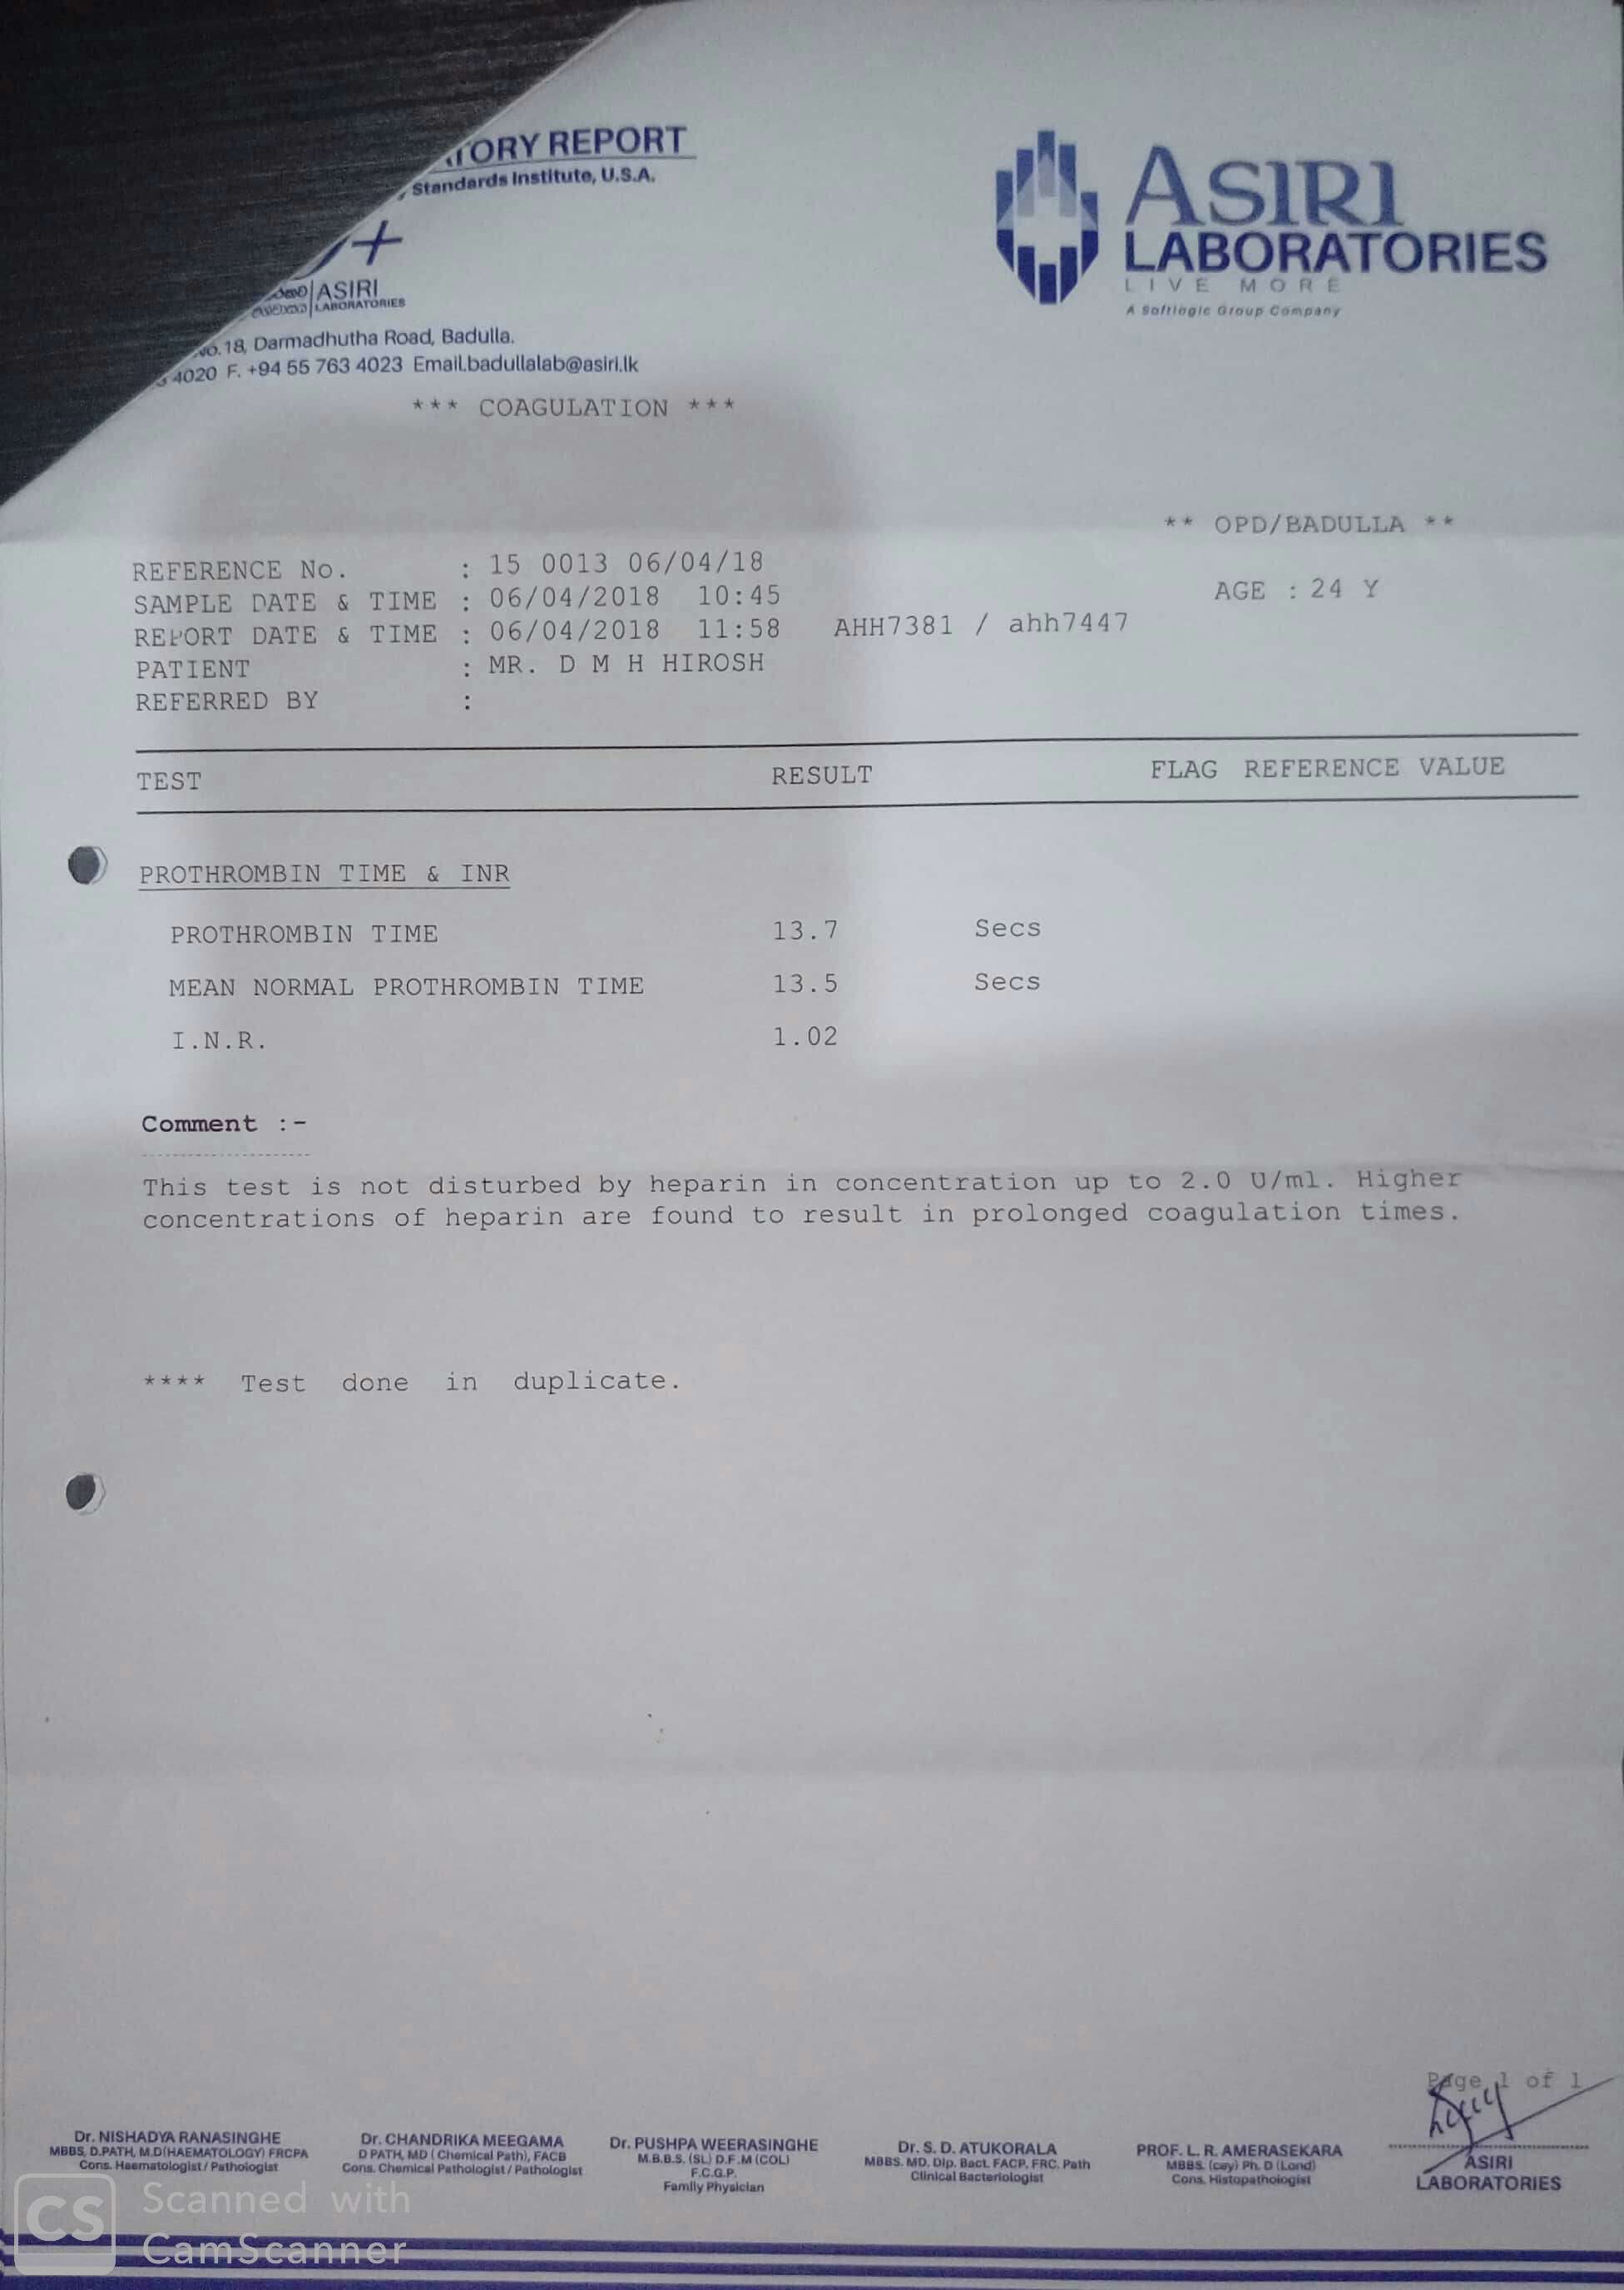 TORY REPORT
Standards Institute, U.S.A.
ASIRI
LABORATORIES
No.18, Darmadhutha Road, Badulla.
4020 F. +94 55 763 4023 Email.badullalab@asiri.lk
ASIRI
LABORATORIES
LIVE MORE
A Softlogic Group Company
*** COAGULATION ***
** OPD/BADULLA **
REFERENCE No. : 15 0013 06/04/18
AGE : 24 Y
SAMPLE DATE & TIME : 06/04/2018 10:45
REPORT DATE & TIME : 06/04/2018 11:58 AHH7381 / ahh7447
PATIENT : MR. D M H HIROSH
REFERRED BY :
TEST RESULT FLAG REFERENCE VALUE
PROTHROMBIN TIME & INR
PROTHROMBIN TIME 13.7 Secs
MEAN NORMAL PROTHROMBIN TIME 13.5 Secs
I.N.R. 1.02
Comment :-
This test is not disturbed by heparin in concentration up to 2.0 U/ml. Higher
concentrations of heparin are found to result in prolonged coagulation times.
**** Test done in duplicate.
Page 1 of 1
Dr. NISHADYA RANASINGHE
MBBS, D.PATH, M.D(HAEMATOLOGY) FRCPA
Cons. Haematologist / Pathologist
Dr. CHANDRIKA MEEGAMA
D PATH, MD ( Chemical Path), FACB
Cons. Chemical Pathologist / Pathologist
Dr. PUSHPA WEERASINGHE
M.B.B.S. (SL) D.F.M (COL)
F.C.G.P.
Family Physician
Dr. S. D. ATUKORALA
MBBS. MD. Dip. Bact. FACP. FRC. Path
Clinical Bacteriologist
PROF. L. R. AMERASEKARA
MBBS. (cey) Ph. D (Lond)
Cons. Histopathologist
ASIRI
LABORATORIES
CS Scanned with
CamScanner